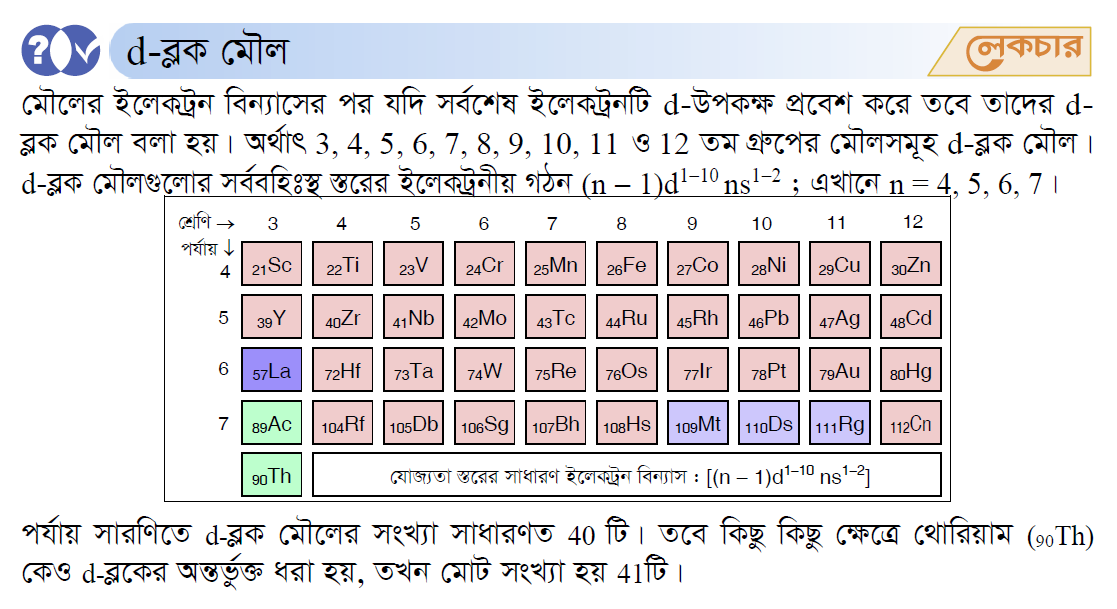 d-ব্লক মৌল
লেকচার
মৌলের ইলেকট্রন বিন্যাসের পর যদি সর্বশেষ ইলেকট্রনটি d-উপকক্ষ প্রবেশ করে তবে তাদের d-
ব্লক মৌল বলা হয়। অর্থাৎ 3, 4, 5, 6, 7, 8, 9, 10, 11 ও 12 তম গ্রুপের মৌলসমূহ d-ব্লক মৌল।
d-ব্লক মৌলগুলোর সর্ববহিঃস্থ স্তরের ইলেকট্রনীয় গঠন (n – 1)d¹⁻¹⁰ ns¹⁻² ; এখানে n = 4, 5, 6, 7।
শ্রেণি → 3 4 5 6 7 8 9 10 11 12
পর্যায় ↓
4 ₂₁Sc ₂₂Ti ₂₃V ₂₄Cr ₂₅Mn ₂₆Fe ₂₇Co ₂₈Ni ₂₉Cu ₃₀Zn
5 ₃₉Y ₄₀Zr ₄₁Nb ₄₂Mo ₄₃Tc ₄₄Ru ₄₅Rh ₄₆Pb ₄₇Ag ₄₈Cd
6 ₅₇La ₇₂Hf ₇₃Ta ₇₄W ₇₅Re ₇₆Os ₇₇Ir ₇₈Pt ₇₉Au ₈₀Hg
7 ₈₉Ac ₁₀₄Rf ₁₀₅Db ₁₀₆Sg ₁₀₇Bh ₁₀₈Hs ₁₀₉Mt ₁₁₀Ds ₁₁₁Rg ₁₁₂Cn
₉₀Th যোজ্যতা স্তরের সাধারণ ইলেকট্রন বিন্যাস : [(n – 1)d¹⁻¹⁰ ns¹⁻²]
পর্যায় সারণিতে d-ব্লক মৌলের সংখ্যা সাধারণত 40 টি। তবে কিছু কিছু ক্ষেত্রে থোরিয়াম (₉₀Th)
কেও d-ব্লকের অন্তর্ভুক্ত ধরা হয়, তখন মোট সংখ্যা হয় 41টি।